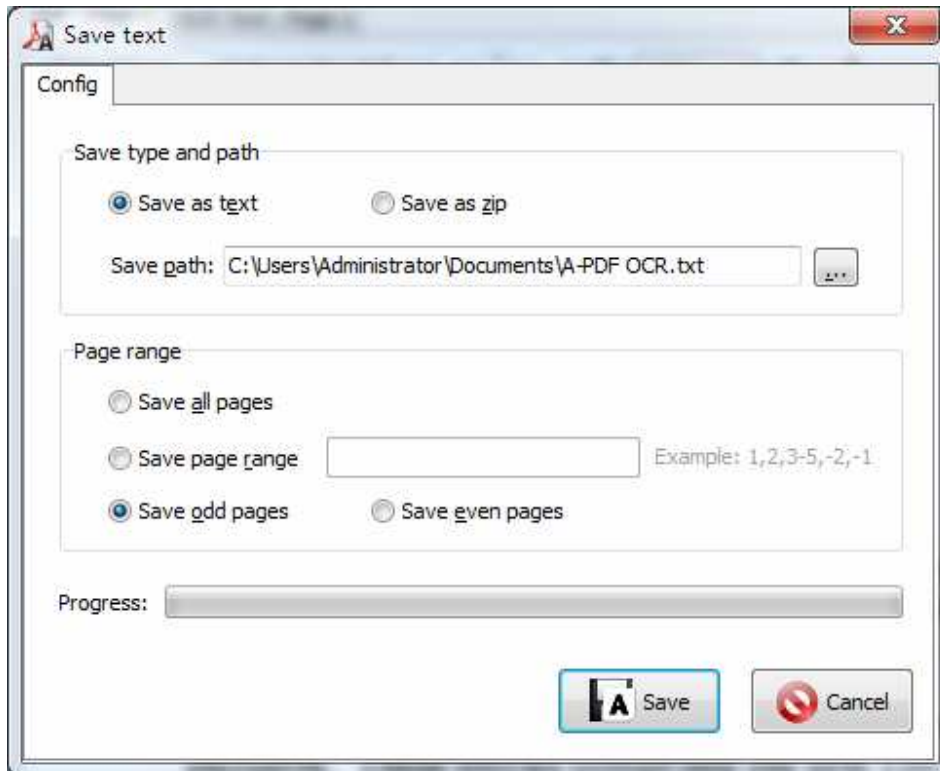 Save text
Config
Save type and path
Save as text Save as zip
Save path: C:\Users\Administrator\Documents\A-PDF OCR.txt ...
Page range
Save all pages
Save page range Example: 1,2,3-5,-2,-1
Save odd pages Save even pages
Progress:
A Save Cancel